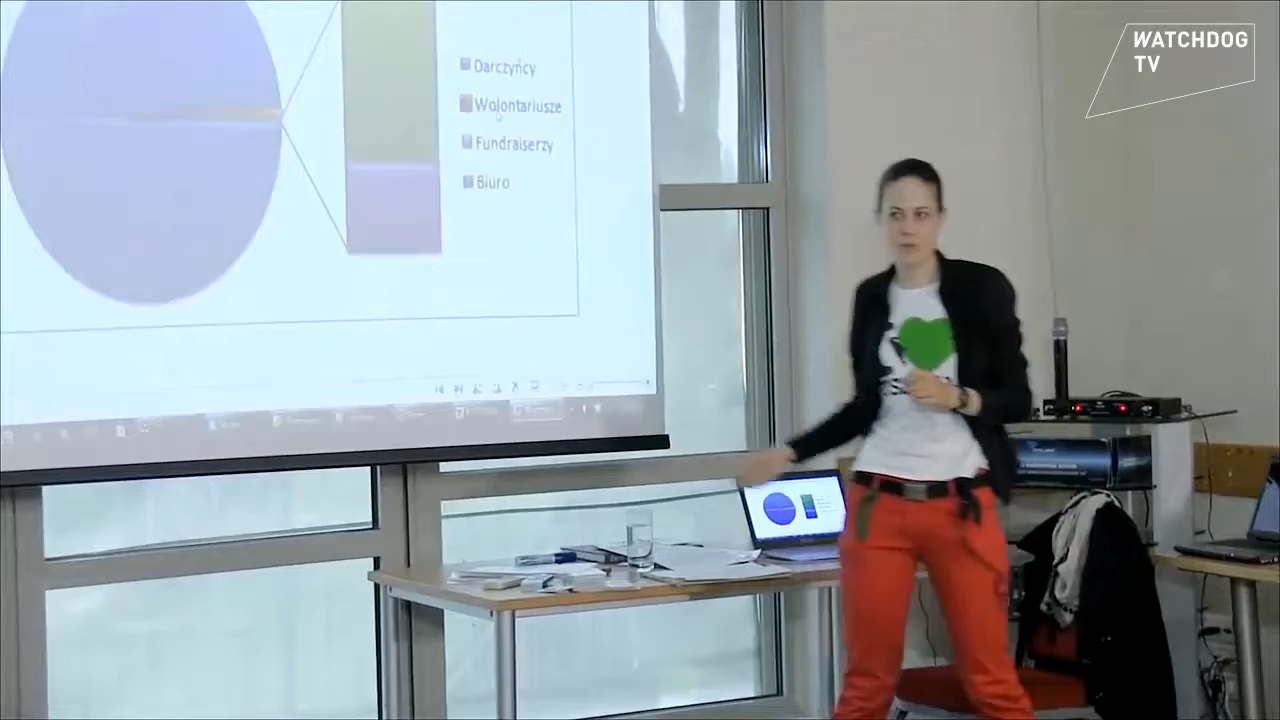 WATCHDOG
TV
Darczyńcy
Wolontariusze
Fundraiserzy
Biuro